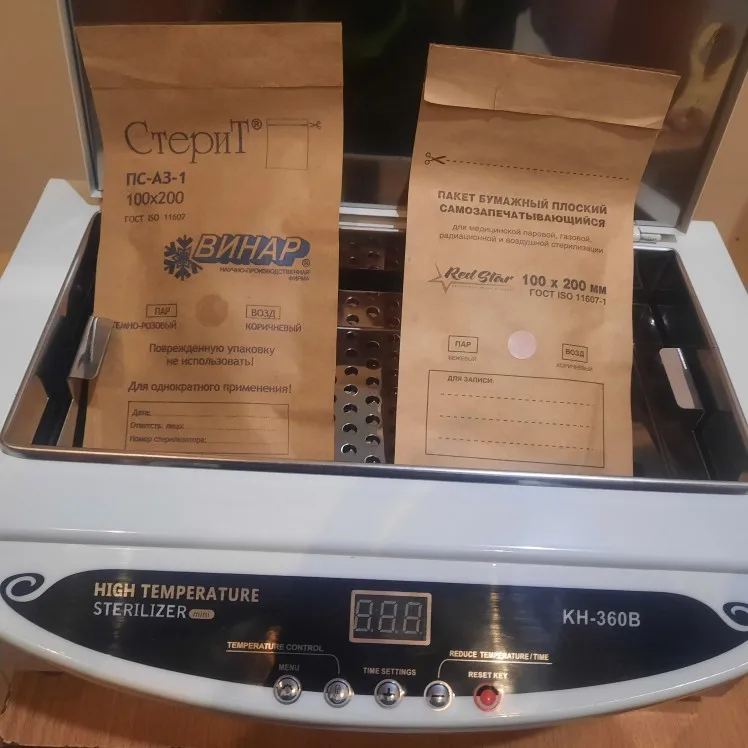 СтериТ®
ПС-АЗ-1
100x200
ГОСТ ISO 11607
ВИНАР®
НАУЧНО-ПРОИЗВОДСТВЕННАЯ
ФИРМА
ПАР
ВОЗД
ТЕМНО-РОЗОВЫЙ
КОРИЧНЕВЫЙ
Поврежденную упаковку
не использовать!
Для однократного применения!
Дата:
Ответств. лицо:
Номер стерилизатора:
ПАКЕТ БУМАЖНЫЙ ПЛОСКИЙ
САМОЗАПЕЧАТЫВАЮЩИЙСЯ
для медицинской паровой, газовой,
радиационной и воздушной стерилизации
Red Star
100 x 200 мм
ГОСТ ISO 11607-1
ПАР
ВОЗД
БЕЖЕВЫЙ
КОРИЧНЕВЫЙ
ДЛЯ ЗАПИСИ:
HIGH TEMPERATURE
STERILIZER mini
KH-360B
TEMPERATURE CONTROL
REDUCE TEMPERATURE/TIME
MENU
TIME SETTINGS
RESET KEY